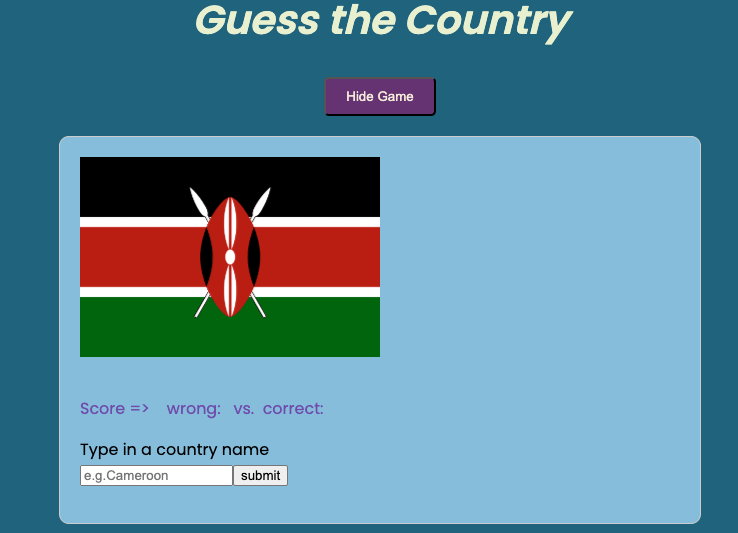 Guess the Country
Hide Game
Score => wrong: vs. correct:
Type in a country name
e.g.Cameroon submit